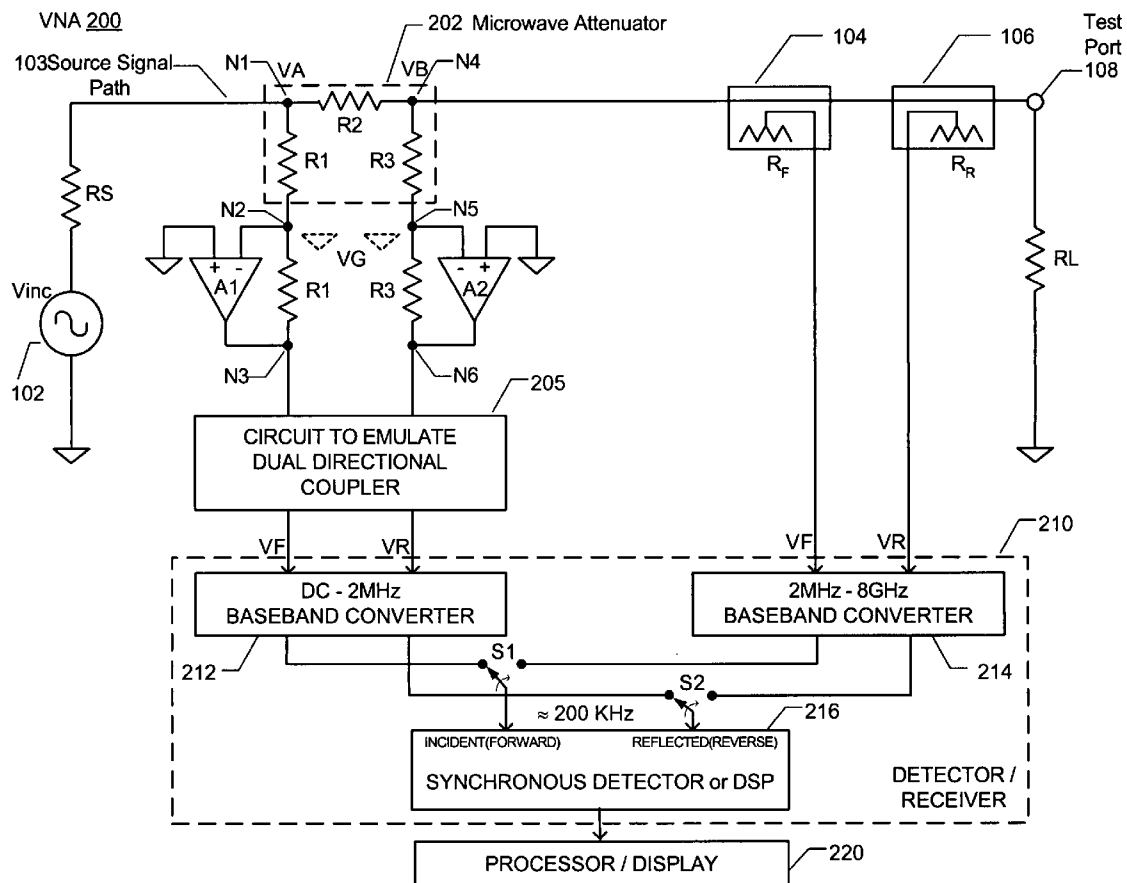 VNA 200
202 Microwave Attenuator
103Source Signal
Path
N1
VA
VB
N4
104
106
Test
Port
108
R2
R1
R3
RF
RR
RS
N2
N5
VG
+ -
- +
A1
R1
R3
A2
RL
Vinc
102
N3
N6
205
CIRCUIT TO EMULATE
DUAL DIRECTIONAL
COUPLER
210
VF
VR
VF
VR
DC - 2MHz
BASEBAND CONVERTER
2MHz - 8GHz
BASEBAND CONVERTER
212
S1
214
S2
≈ 200 KHz
216
INCIDENT(FORWARD)
REFLECTED(REVERSE)
SYNCHRONOUS DETECTOR or DSP
DETECTOR /
RECEIVER
PROCESSOR / DISPLAY
220